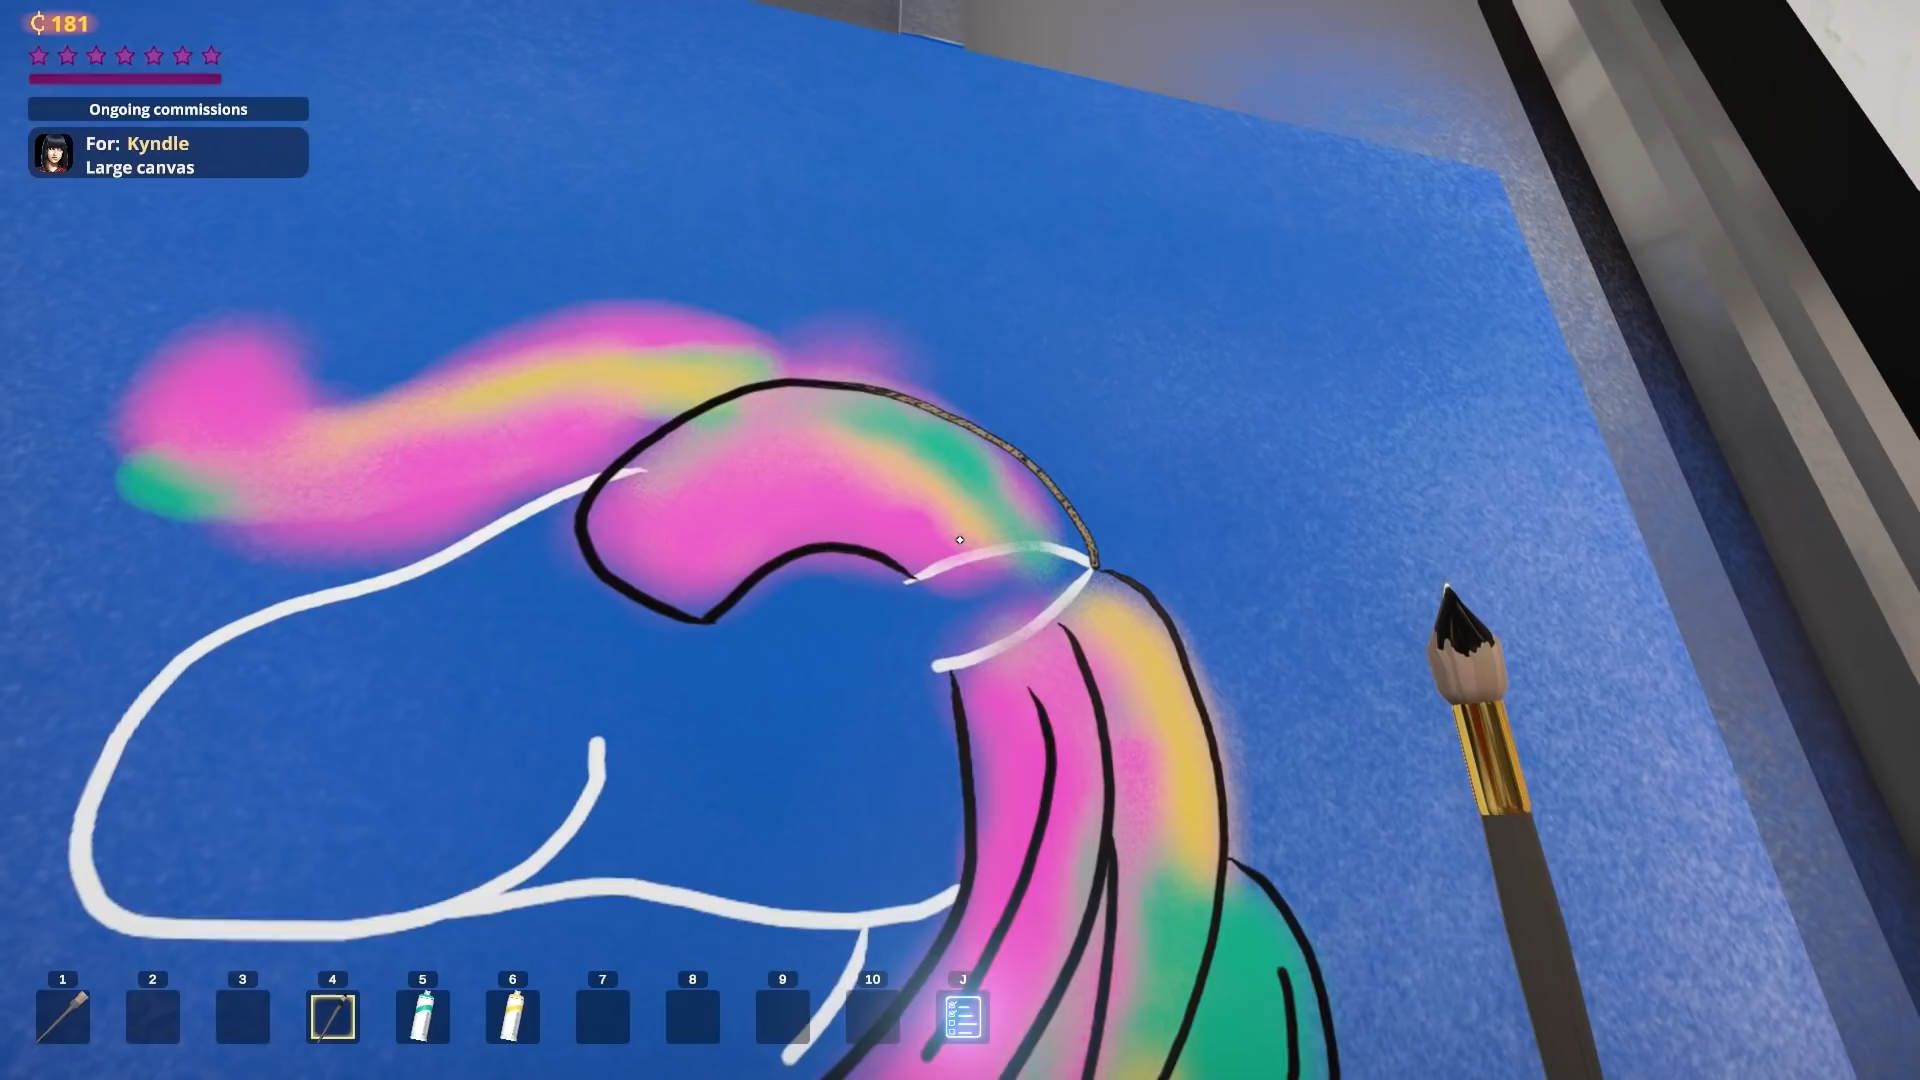 ₵ 181
Ongoing commissions
For: Kyndle
Large canvas
1 2 3 4 5 6 7 8 9 10 J